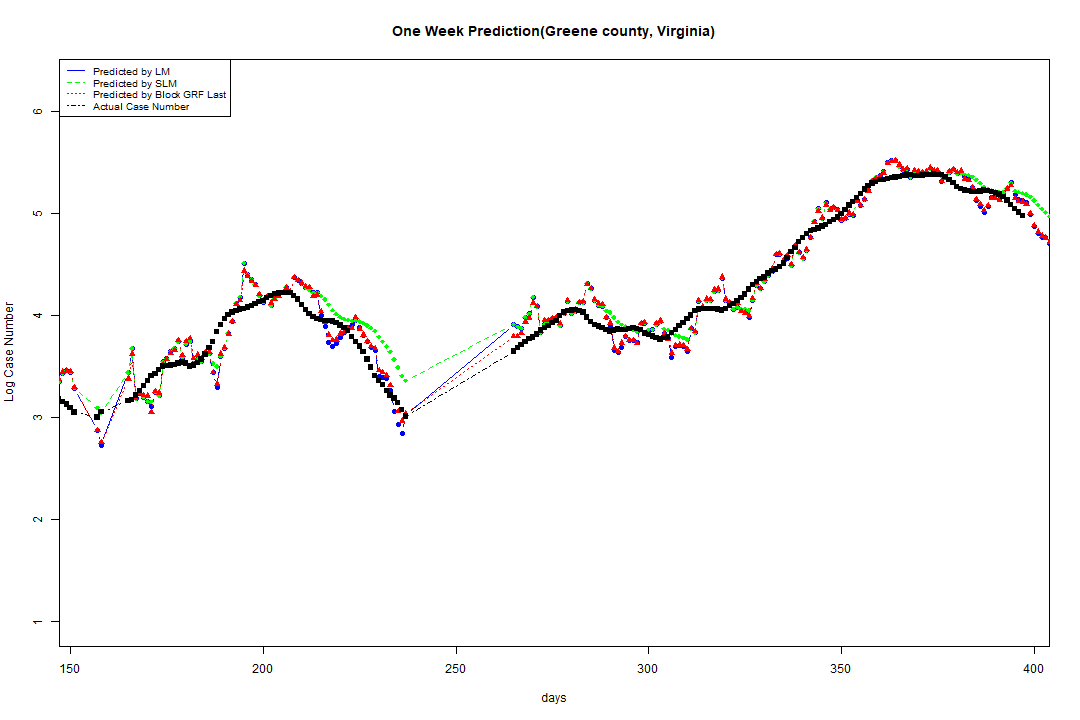 One Week Prediction(Greene county, Virginia)
Predicted by LM
Predicted by SLM
Predicted by Block GRF Last
Actual Case Number
6
5
4
3
2
1
Log Case Number
150
200
250
300
350
400
days